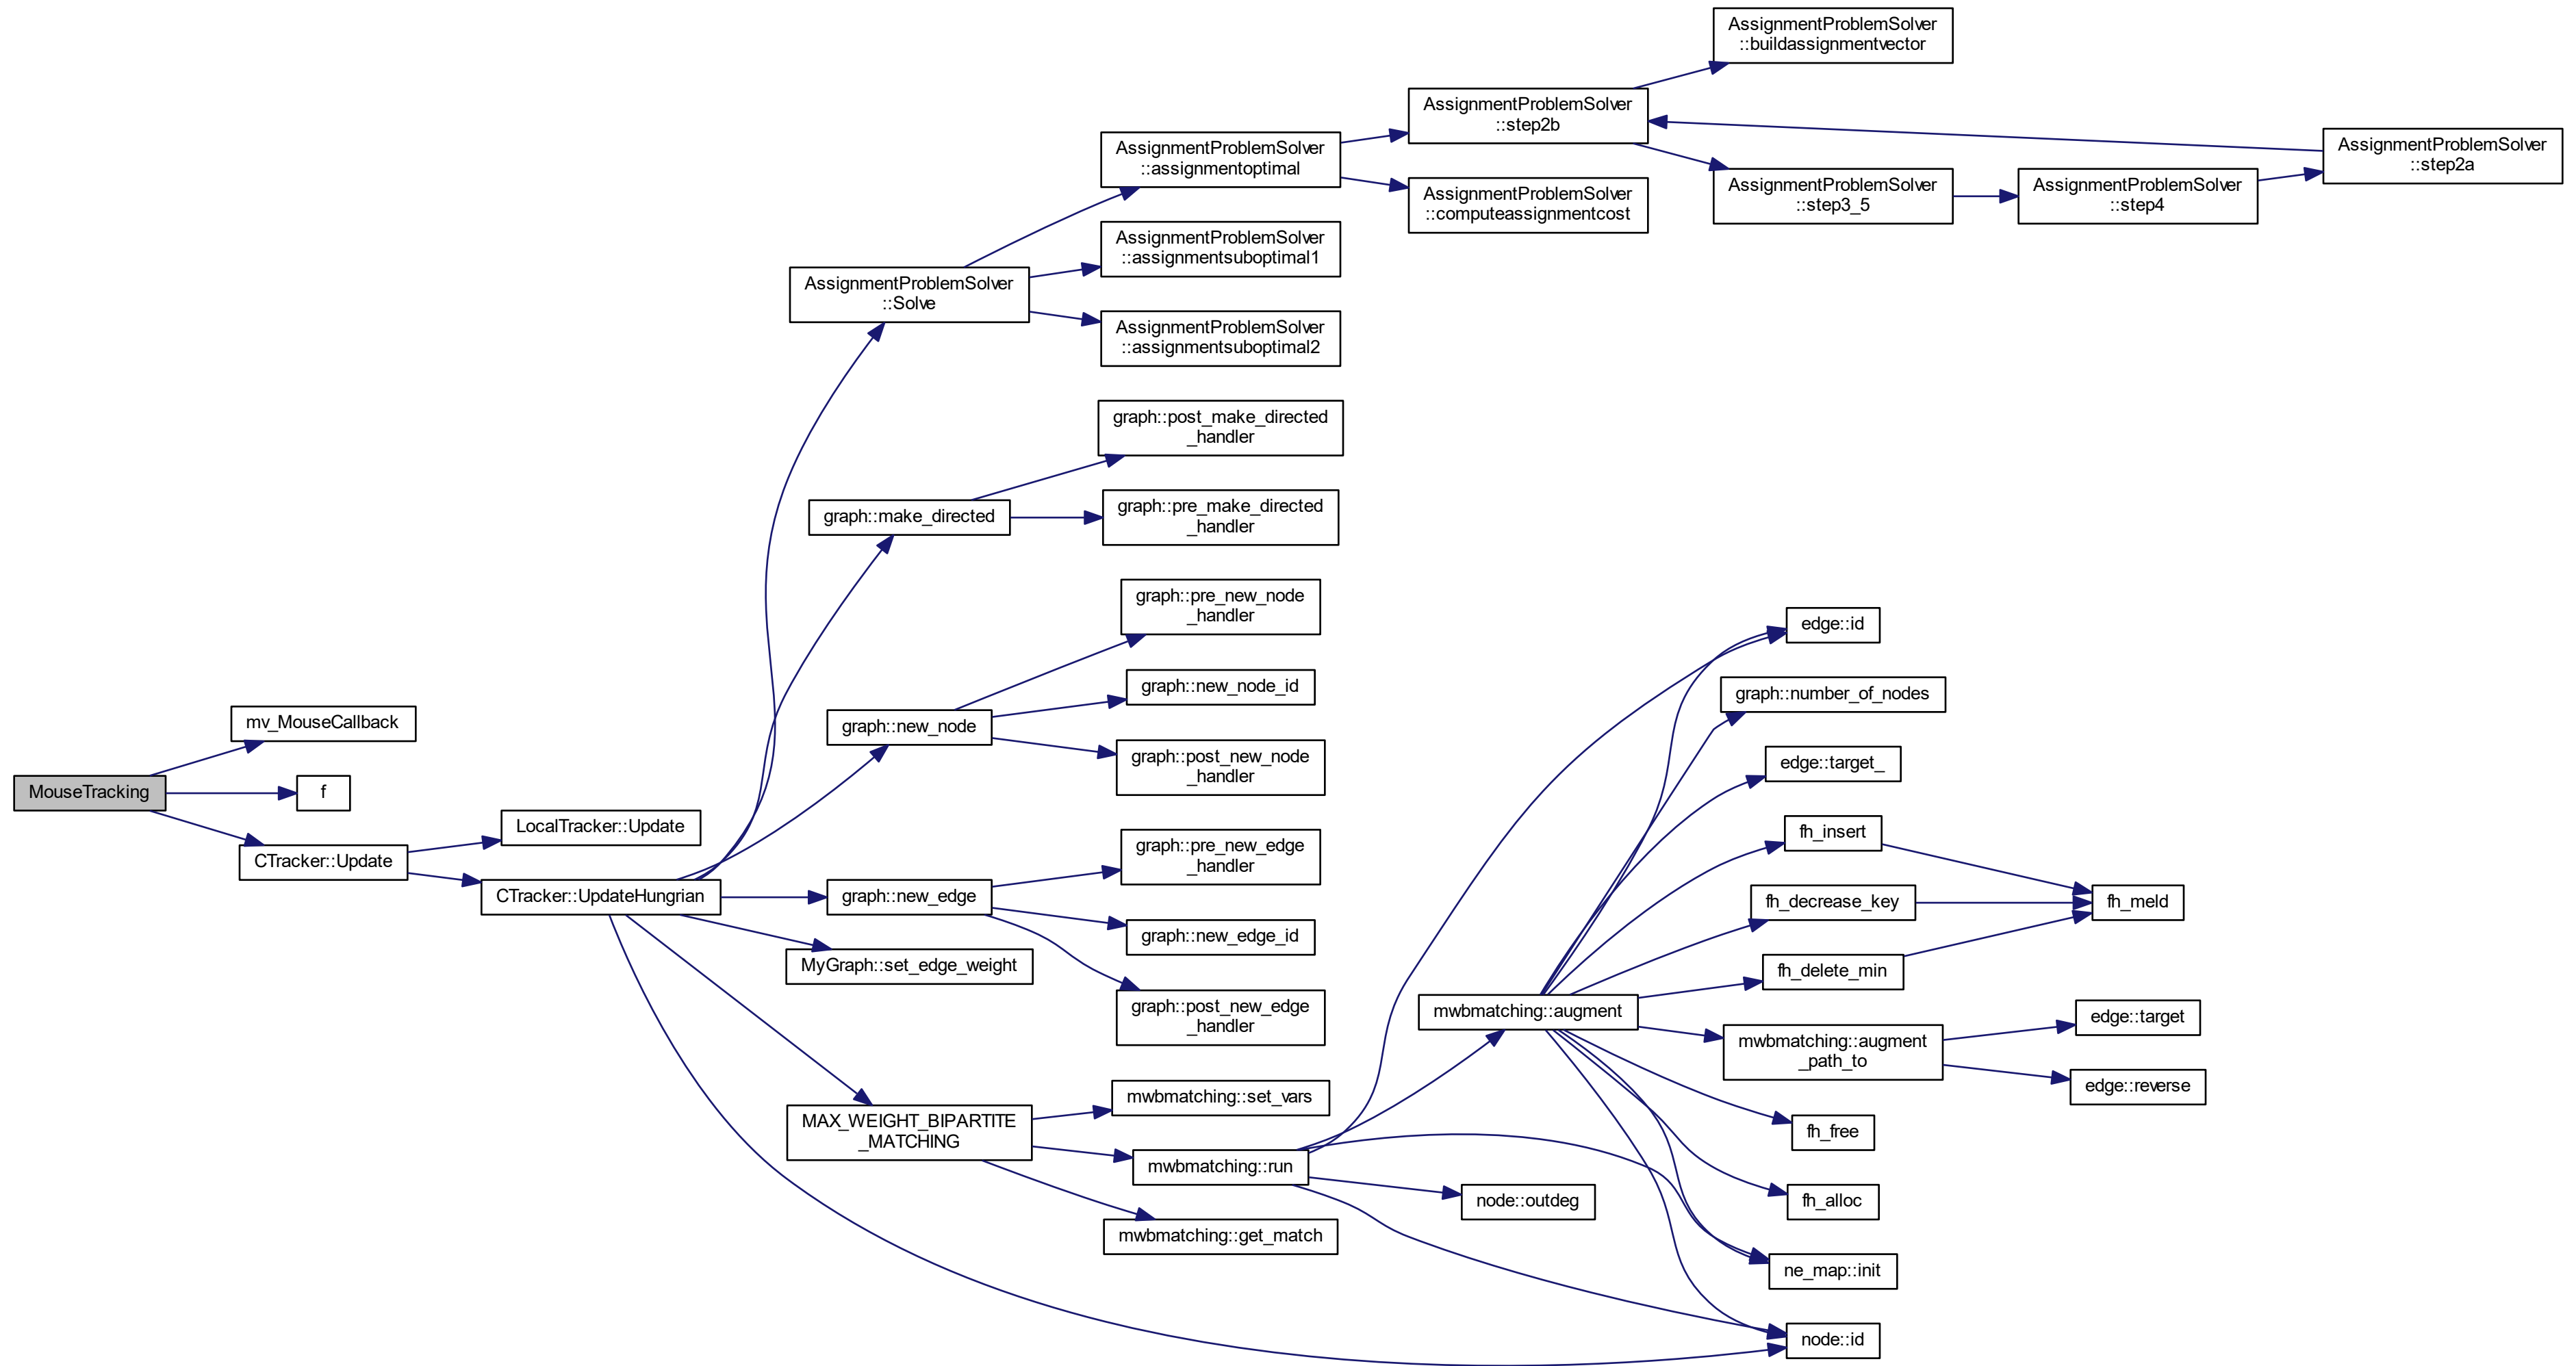 AssignmentProblemSolver
::buildassignmentvector
AssignmentProblemSolver
::step2b
AssignmentProblemSolver
::assignmentoptimal
AssignmentProblemSolver
::step2a
AssignmentProblemSolver
::computeassignmentcost
AssignmentProblemSolver
::step3_5
AssignmentProblemSolver
::step4
AssignmentProblemSolver
::assignmentsuboptimal1
AssignmentProblemSolver
::Solve
AssignmentProblemSolver
::assignmentsuboptimal2
graph::post_make_directed
_handler
graph::make_directed
graph::pre_make_directed
_handler
graph::pre_new_node
_handler
edge::id
graph::new_node_id
graph::number_of_nodes
mv_MouseCallback
graph::new_node
graph::post_new_node
_handler
edge::target_
MouseTracking
f
LocalTracker::Update
fh_insert
CTracker::Update
graph::pre_new_edge
_handler
CTracker::UpdateHungrian
graph::new_edge
fh_decrease_key
fh_meld
graph::new_edge_id
MyGraph::set_edge_weight
fh_delete_min
graph::post_new_edge
_handler
mwbmatching::augment
edge::target
mwbmatching::augment
_path_to
edge::reverse
mwbmatching::set_vars
MAX_WEIGHT_BIPARTITE
_MATCHING
fh_free
mwbmatching::run
node::outdeg
fh_alloc
mwbmatching::get_match
ne_map::init
node::id